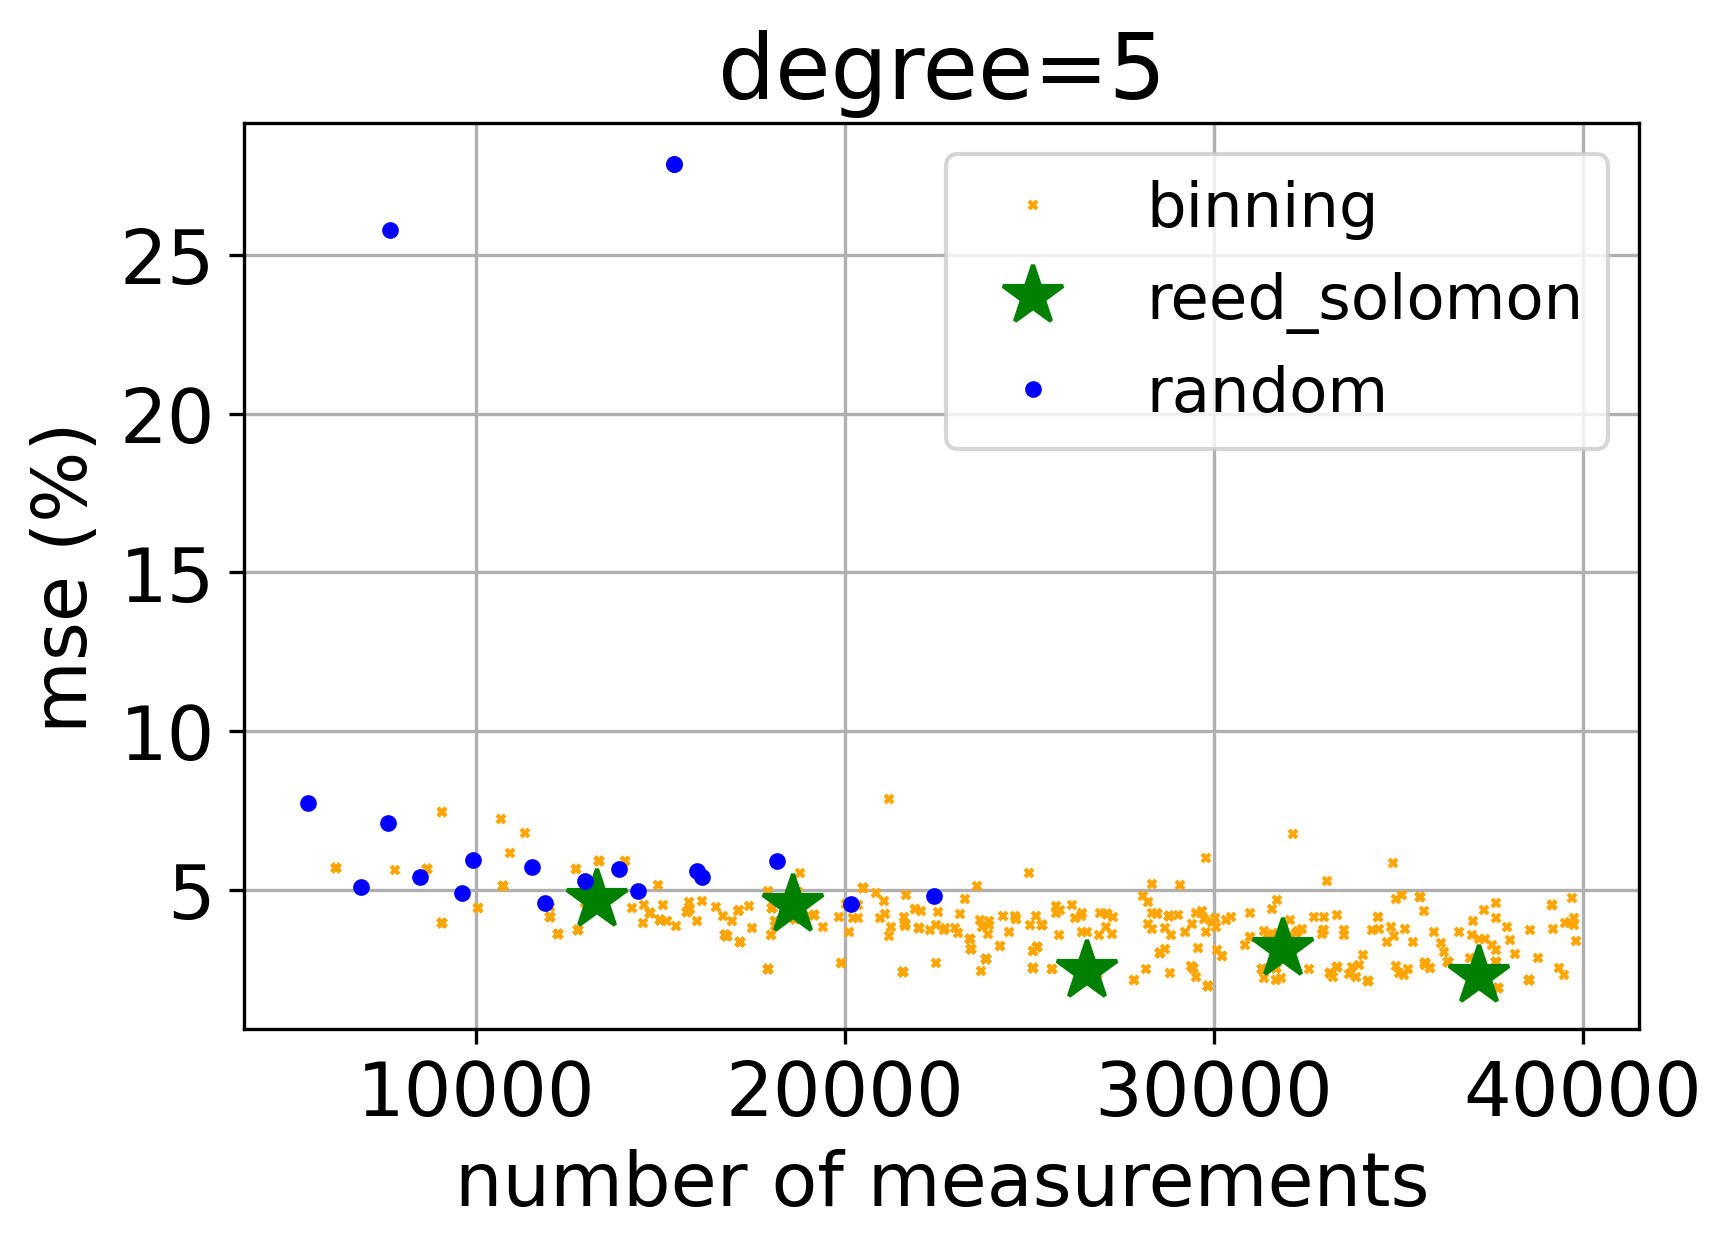 degree=5
binning
reed_solomon
random
25
20
15
10
5
mse (%)
10000 20000 30000 40000
number of measurements